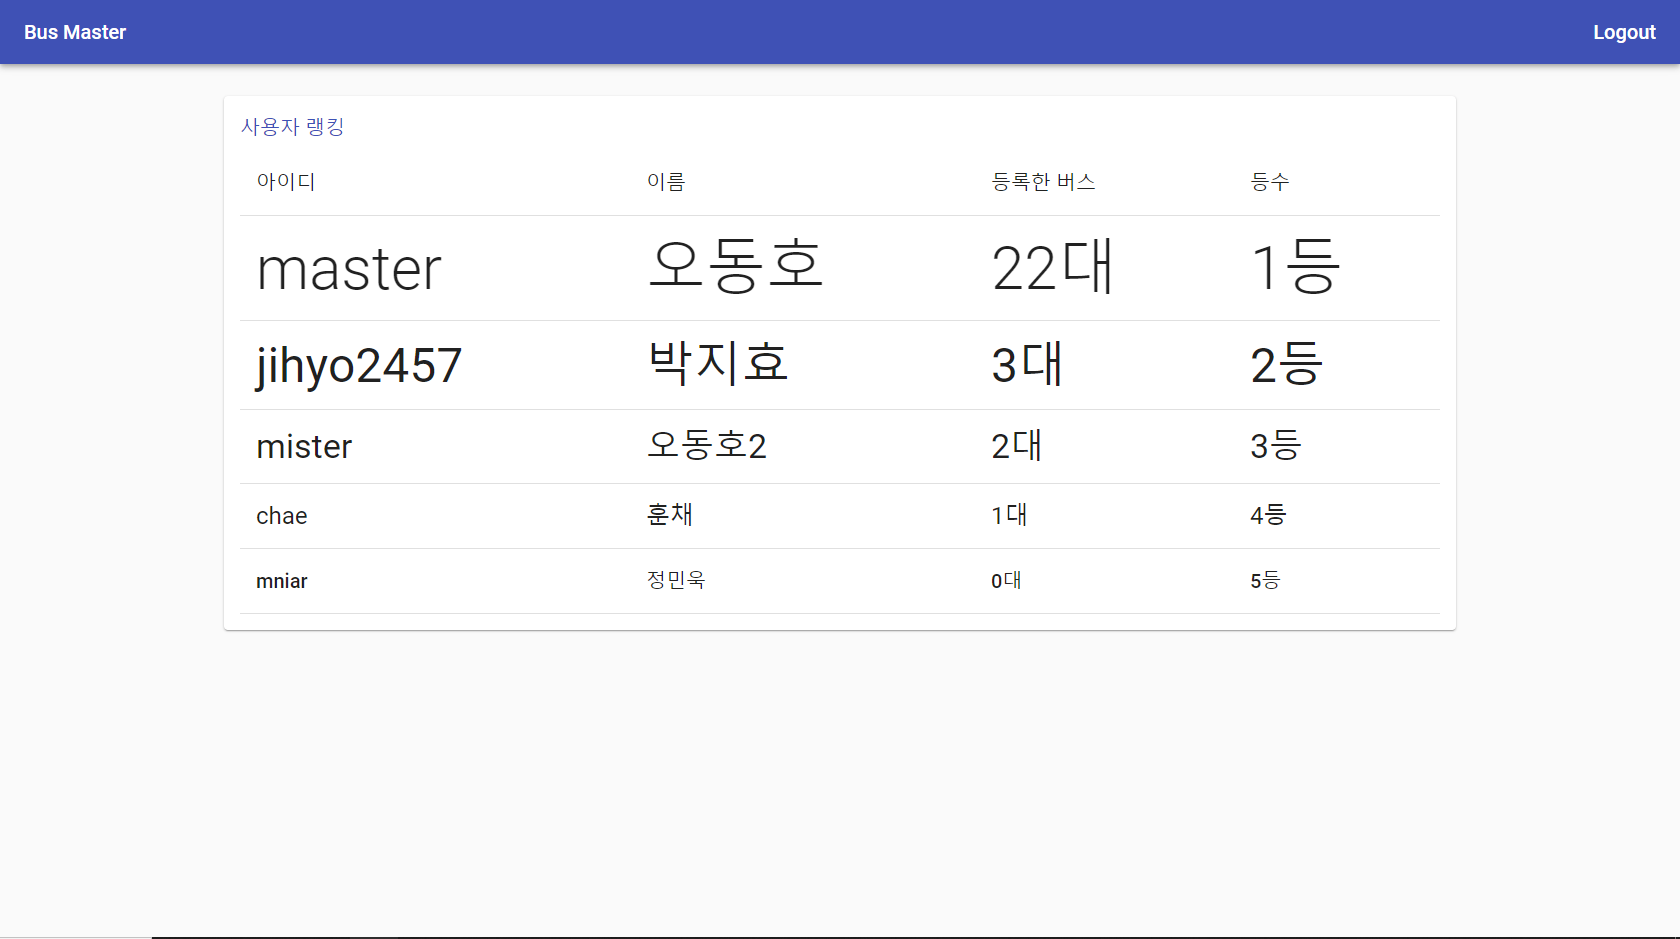 Bus Master Logout
사용자 랭킹
아이디 이름 등록한 버스 등수
master 오동호 22대 1등
jihyo2457 박지효 3대 2등
mister 오동호2 2대 3등
chae 훈채 1대 4등
mniar 정민욱 0대 5등